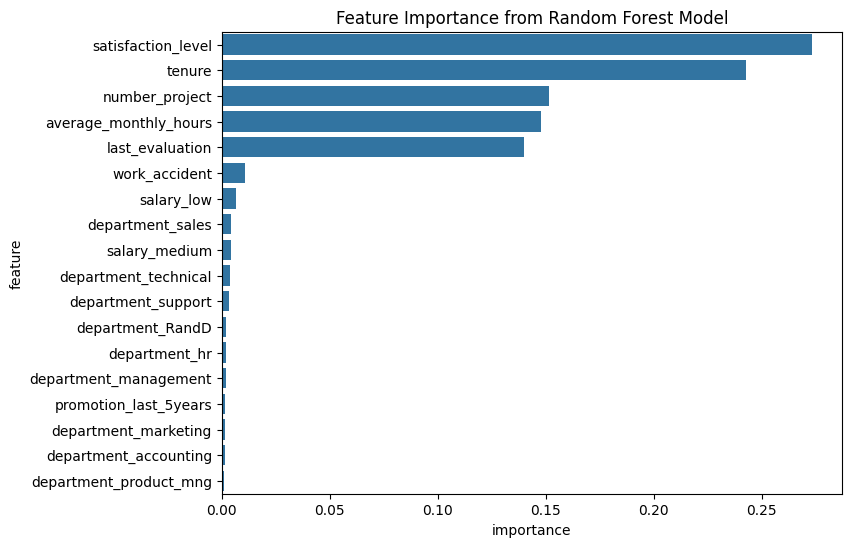 Feature Importance from Random Forest Model
satisfaction_level
tenure
number_project
average_monthly_hours
last_evaluation
work_accident
salary_low
department_sales
salary_medium
department_technical
department_support
department_RandD
department_hr
department_management
promotion_last_5years
department_marketing
department_accounting
department_product_mng
feature
0.00 0.05 0.10 0.15 0.20 0.25
importance